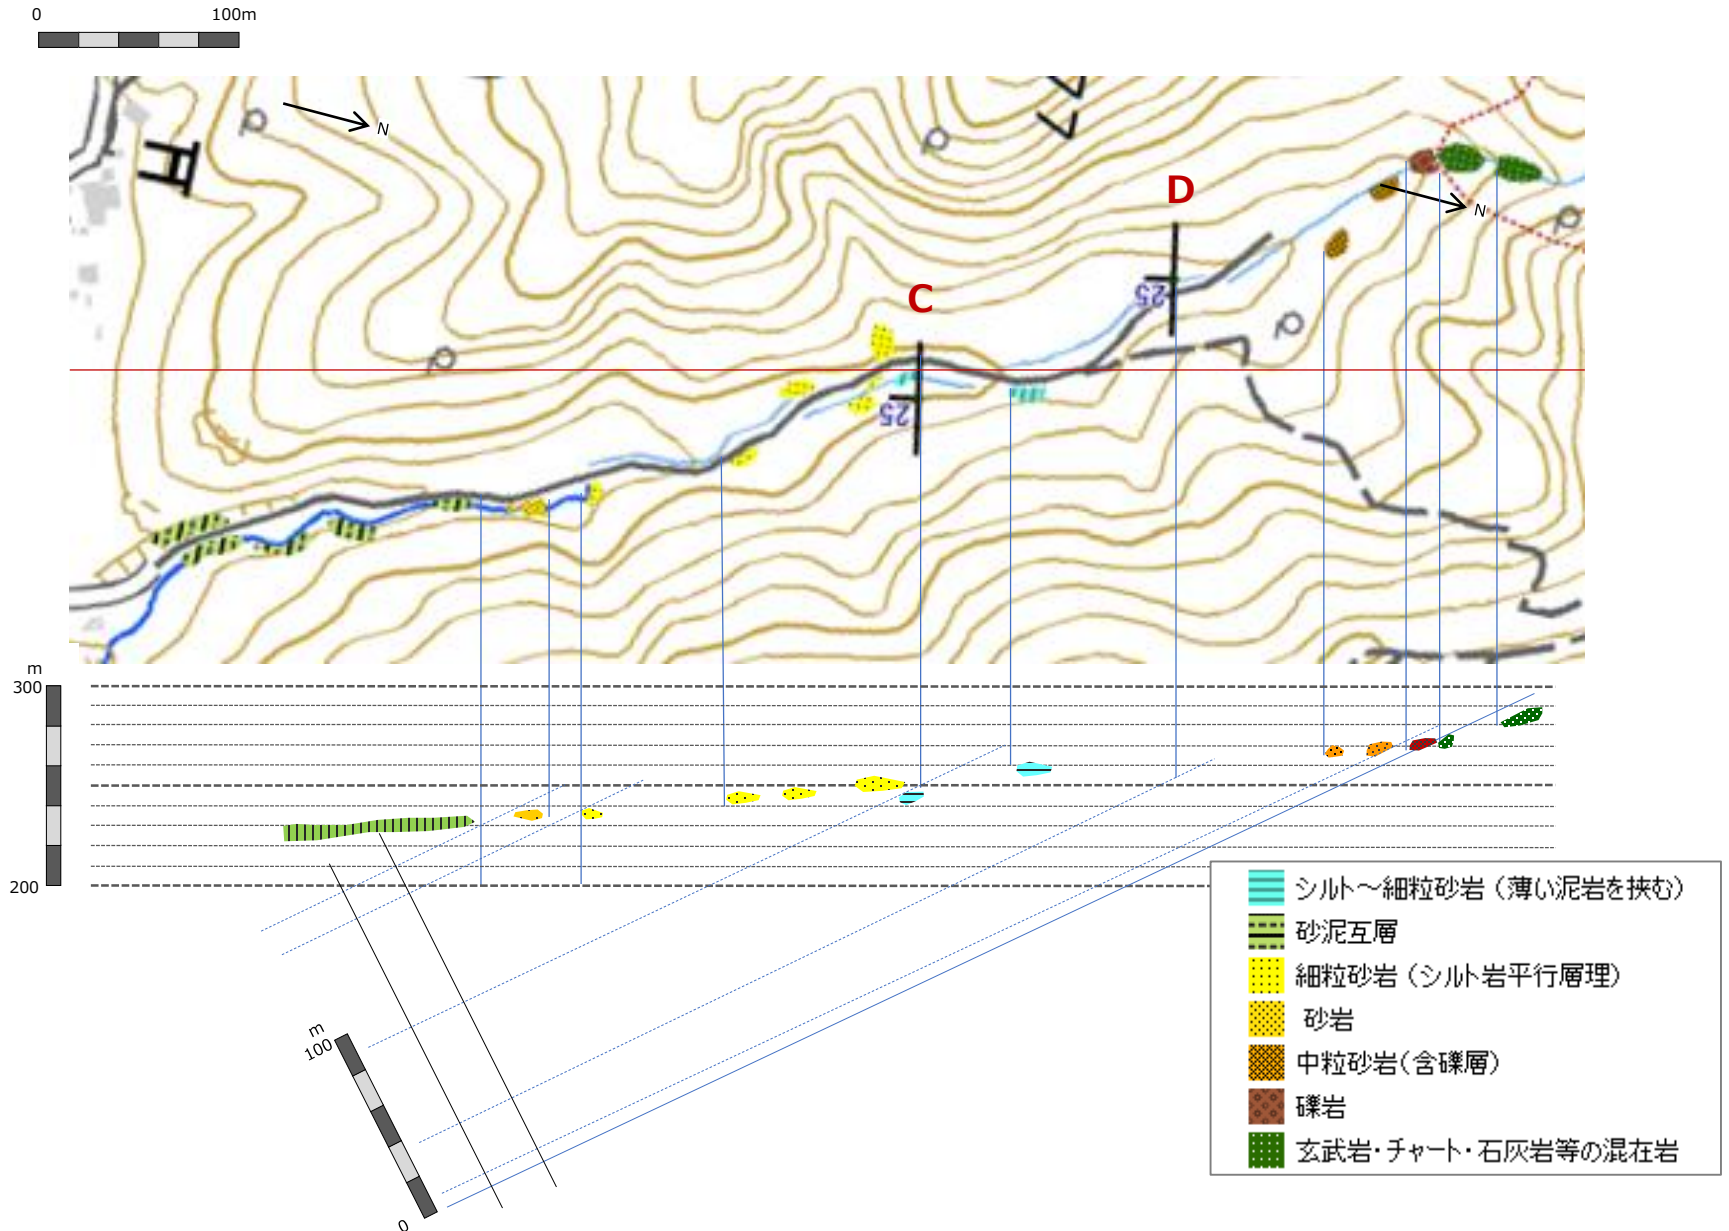 0 100m
N
D
N
C
25
25
m
300
200
シルト～細粒砂岩（薄い泥岩を挟む）
砂泥互層
細粒砂岩（シルト岩平行層理）
砂岩
中粒砂岩（含礫層）
礫岩
玄武岩・チャート・石灰岩等の混在岩
m
100
0